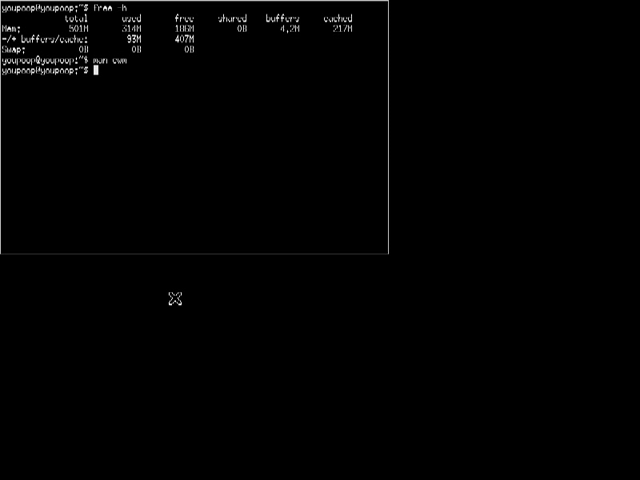 youpoop@youpoop:~$ free -h
total used free shared buffers cached
Mem: 501M 314M 186M 0B 4,2M 217M
-/+ buffers/cache: 93M 407M
Swap: 0B 0B 0B
youpoop@youpoop:~$ man cwm
youpoop@youpoop:~$